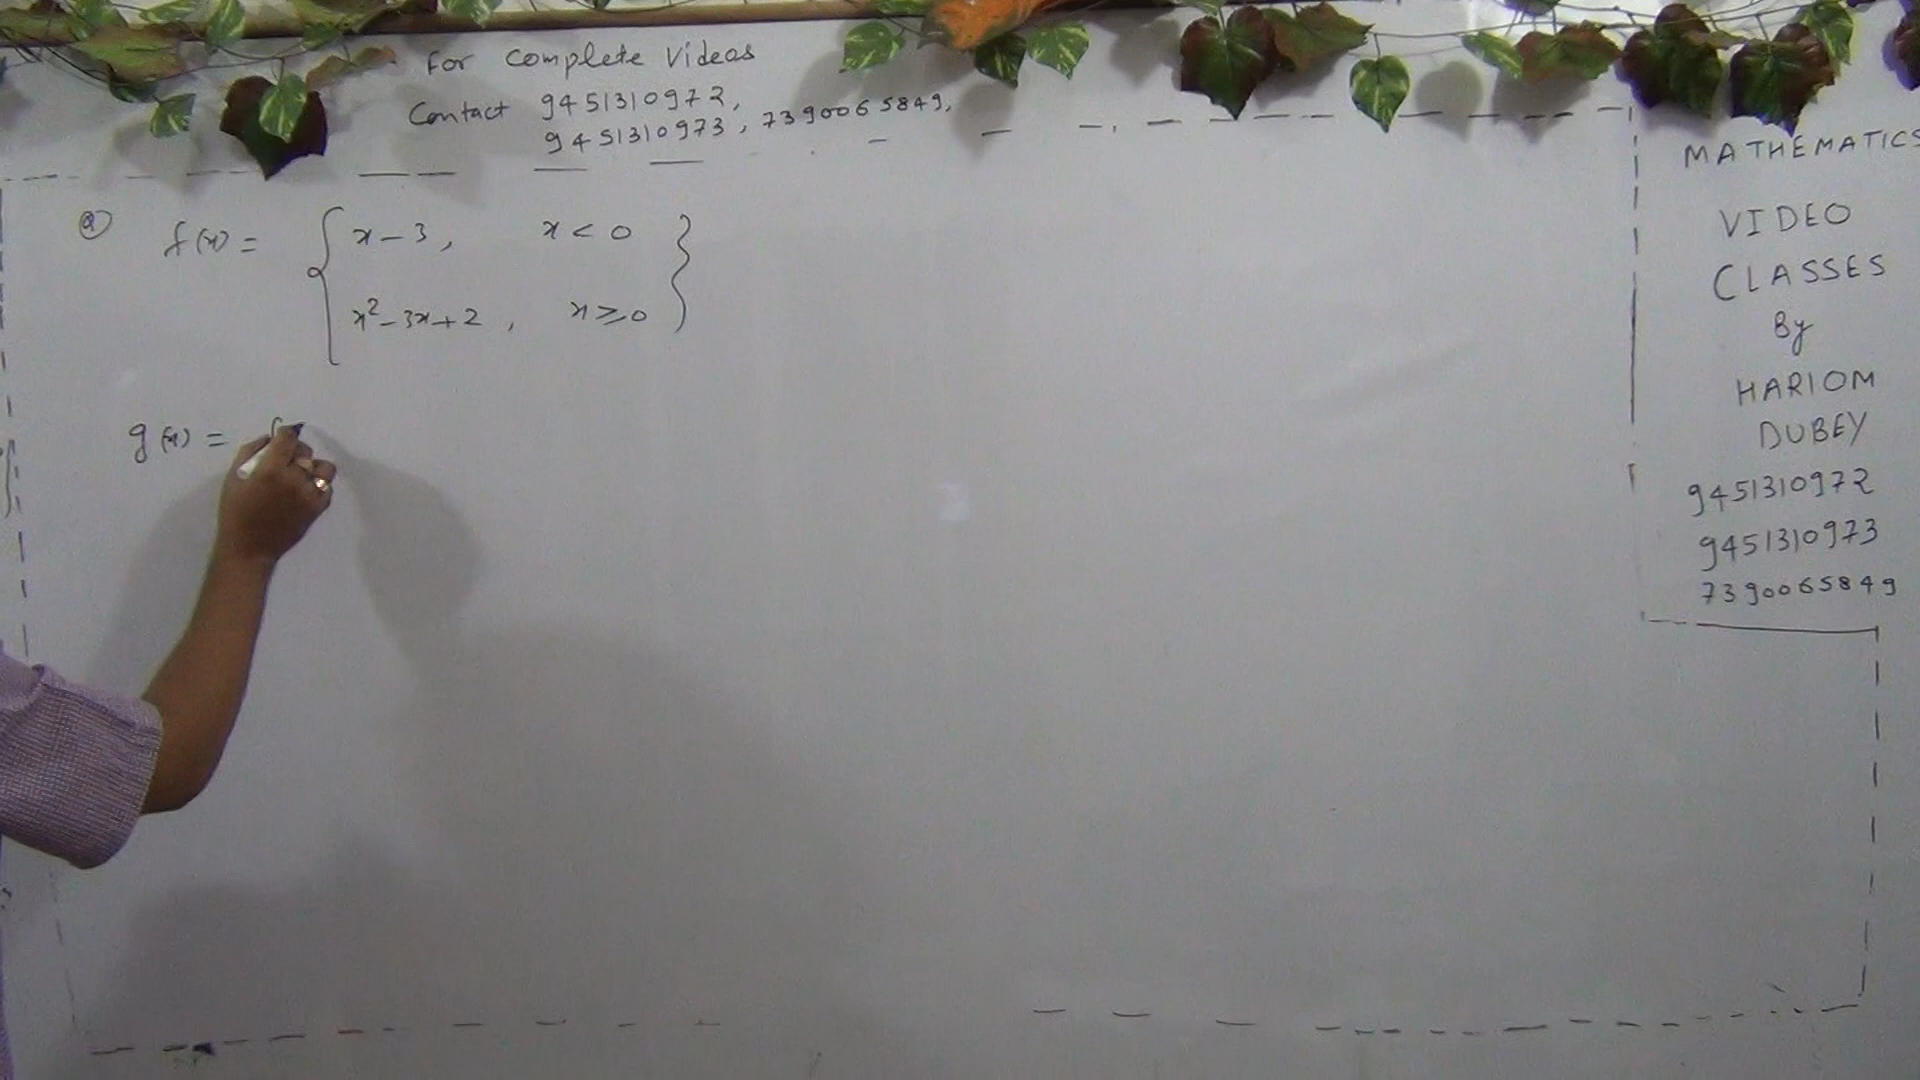 For Complete Videos
Contact 9451310972,
9451310973, 7390065849,
Q f(x) = { x-3, x < 0 }
x²-3x+2, x ≥ 0
g(x) =
MATHEMATICS
VIDEO
CLASSES
By
HARIOM
DUBEY
9451310972
9451310973
7390065849